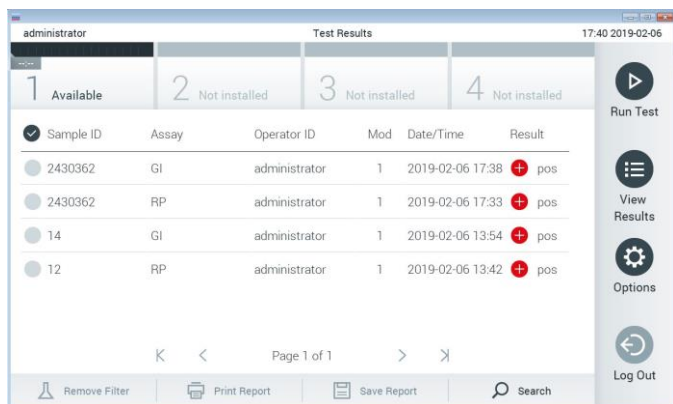 administrator Test Results 17:40 2019-02-06
1 Available 2 Not installed 3 Not installed 4 Not installed
Run Test
Sample ID Assay Operator ID Mod Date/Time Result
2430362 GI administrator 1 2019-02-06 17:38 pos
2430362 RP administrator 1 2019-02-06 17:33 pos
View
Results
14 GI administrator 1 2019-02-06 13:54 pos
12 RP administrator 1 2019-02-06 13:42 pos
Options
Page 1 of 1
Log Out
Remove Filter Print Report Save Report Search